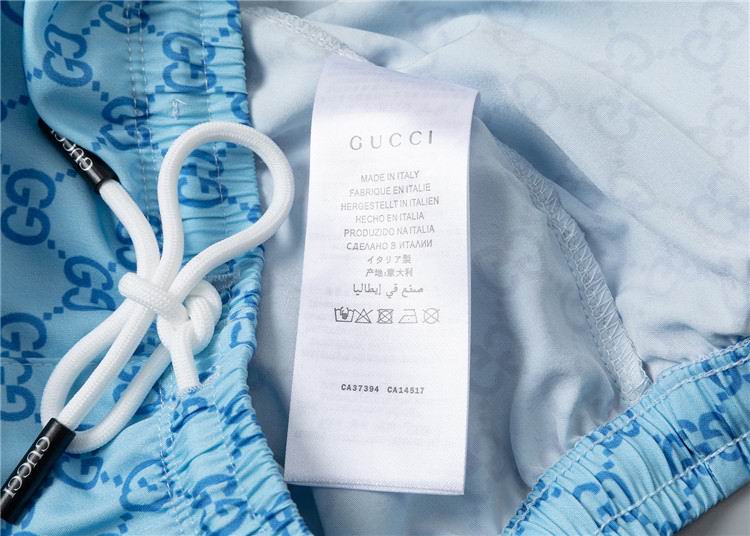 GUCCI
MADE IN ITALY
FABRIQUE EN ITALIE
HERGESTELLT IN ITALIEN
HECHO EN ITALIA
PRODUZIDO NA ITALIA
СДЕЛАНО В ИТАЛИИ
イタリア製
产地:意大利
صنع في إيطاليا
CA37394 CA14517
GUCCI
GUCCI